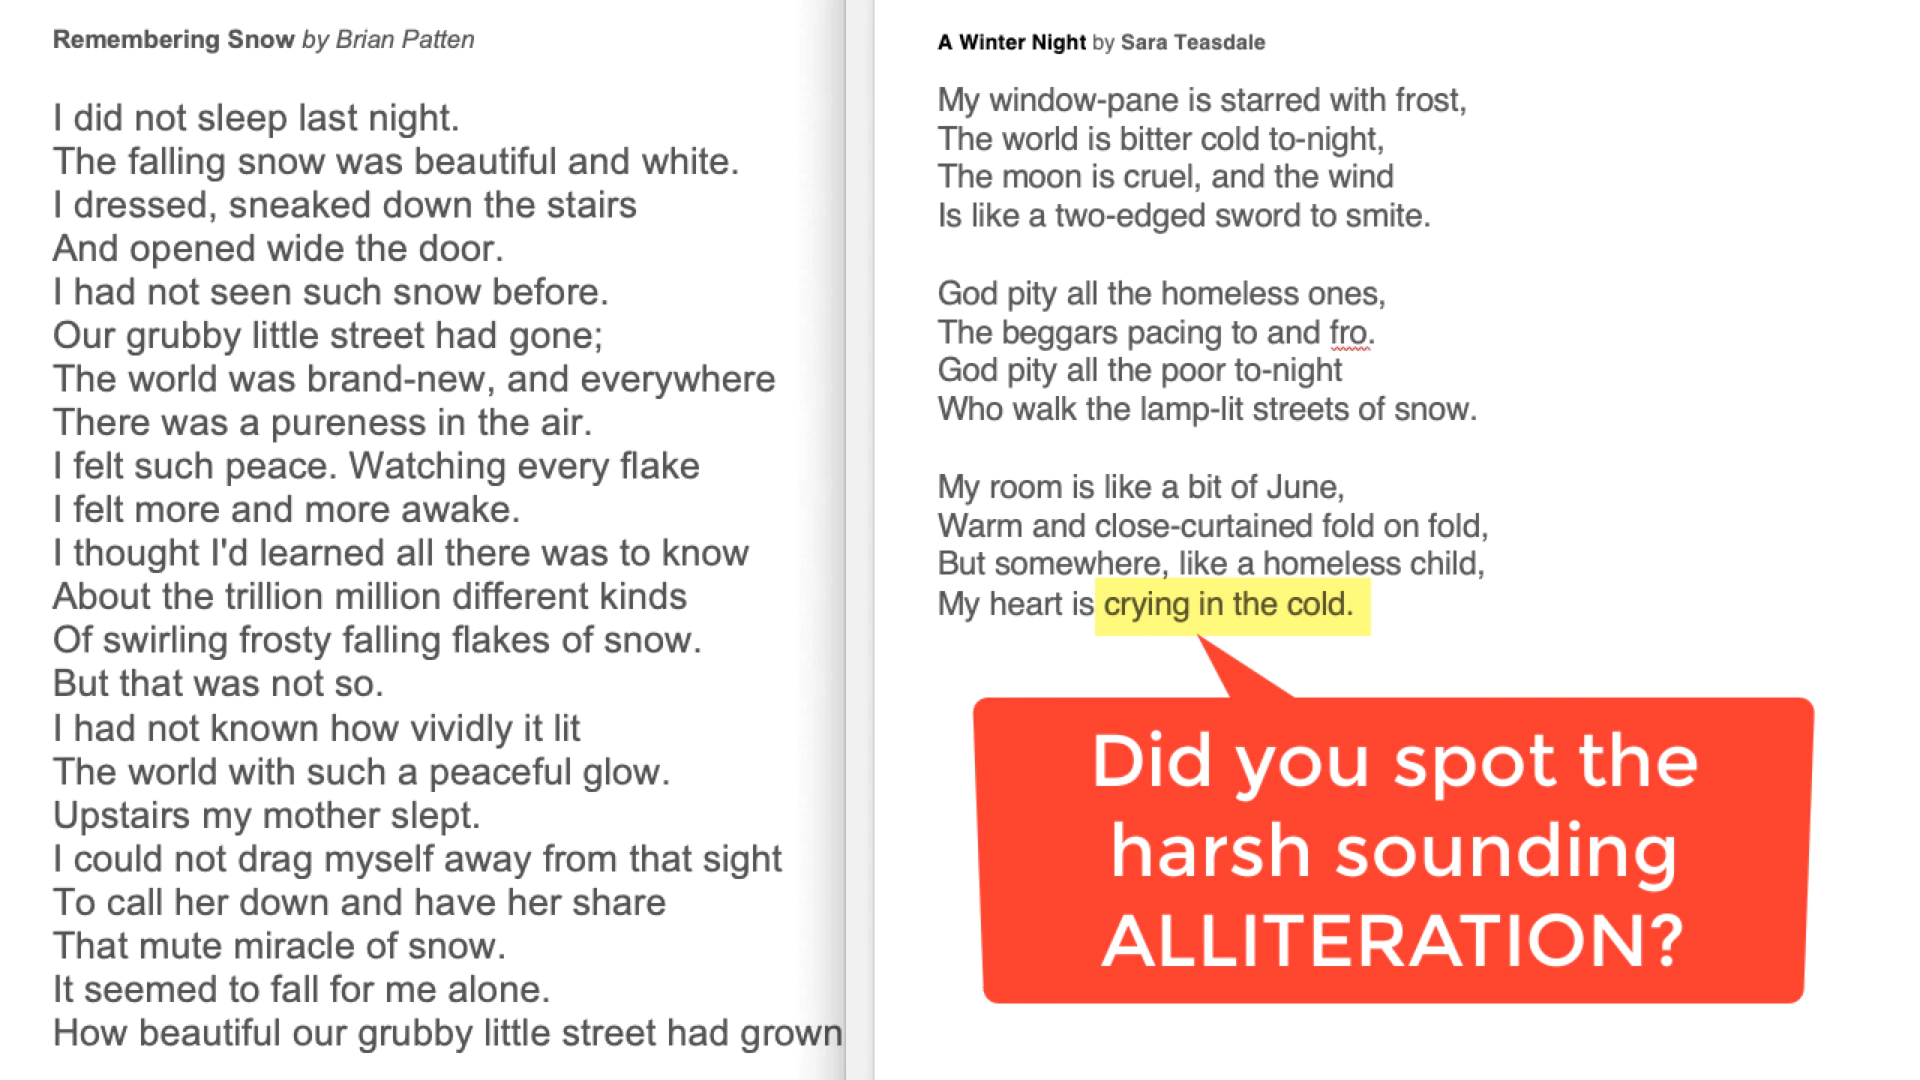 Remembering Snow by Brian Patten
I did not sleep last night.
The falling snow was beautiful and white.
I dressed, sneaked down the stairs
And opened wide the door.
I had not seen such snow before.
Our grubby little street had gone;
The world was brand-new, and everywhere
There was a pureness in the air.
I felt such peace. Watching every flake
I felt more and more awake.
I thought I'd learned all there was to know
About the trillion million different kinds
Of swirling frosty falling flakes of snow.
But that was not so.
I had not known how vividly it lit
The world with such a peaceful glow.
Upstairs my mother slept.
I could not drag myself away from that sight
To call her down and have her share
That mute miracle of snow.
It seemed to fall for me alone.
How beautiful our grubby little street had grown
A Winter Night by Sara Teasdale
My window-pane is starred with frost,
The world is bitter cold to-night,
The moon is cruel, and the wind
Is like a two-edged sword to smite.
God pity all the homeless ones,
The beggars pacing to and fro.
God pity all the poor to-night
Who walk the lamp-lit streets of snow.
My room is like a bit of June,
Warm and close-curtained fold on fold,
But somewhere, like a homeless child,
My heart is crying in the cold.
Did you spot the
harsh sounding
ALLITERATION?